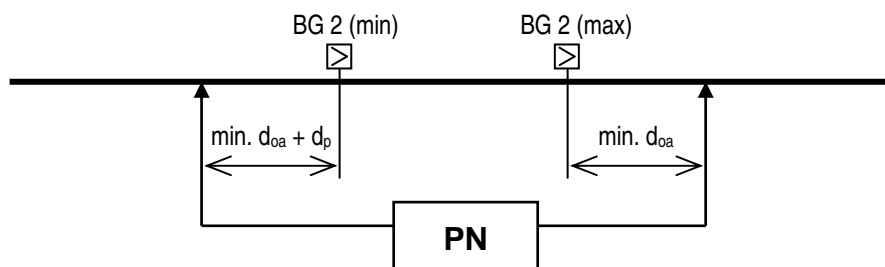 BG 2 (min) BG 2 (max)
min. dₒₐ + dₚ min. dₒₐ
PN